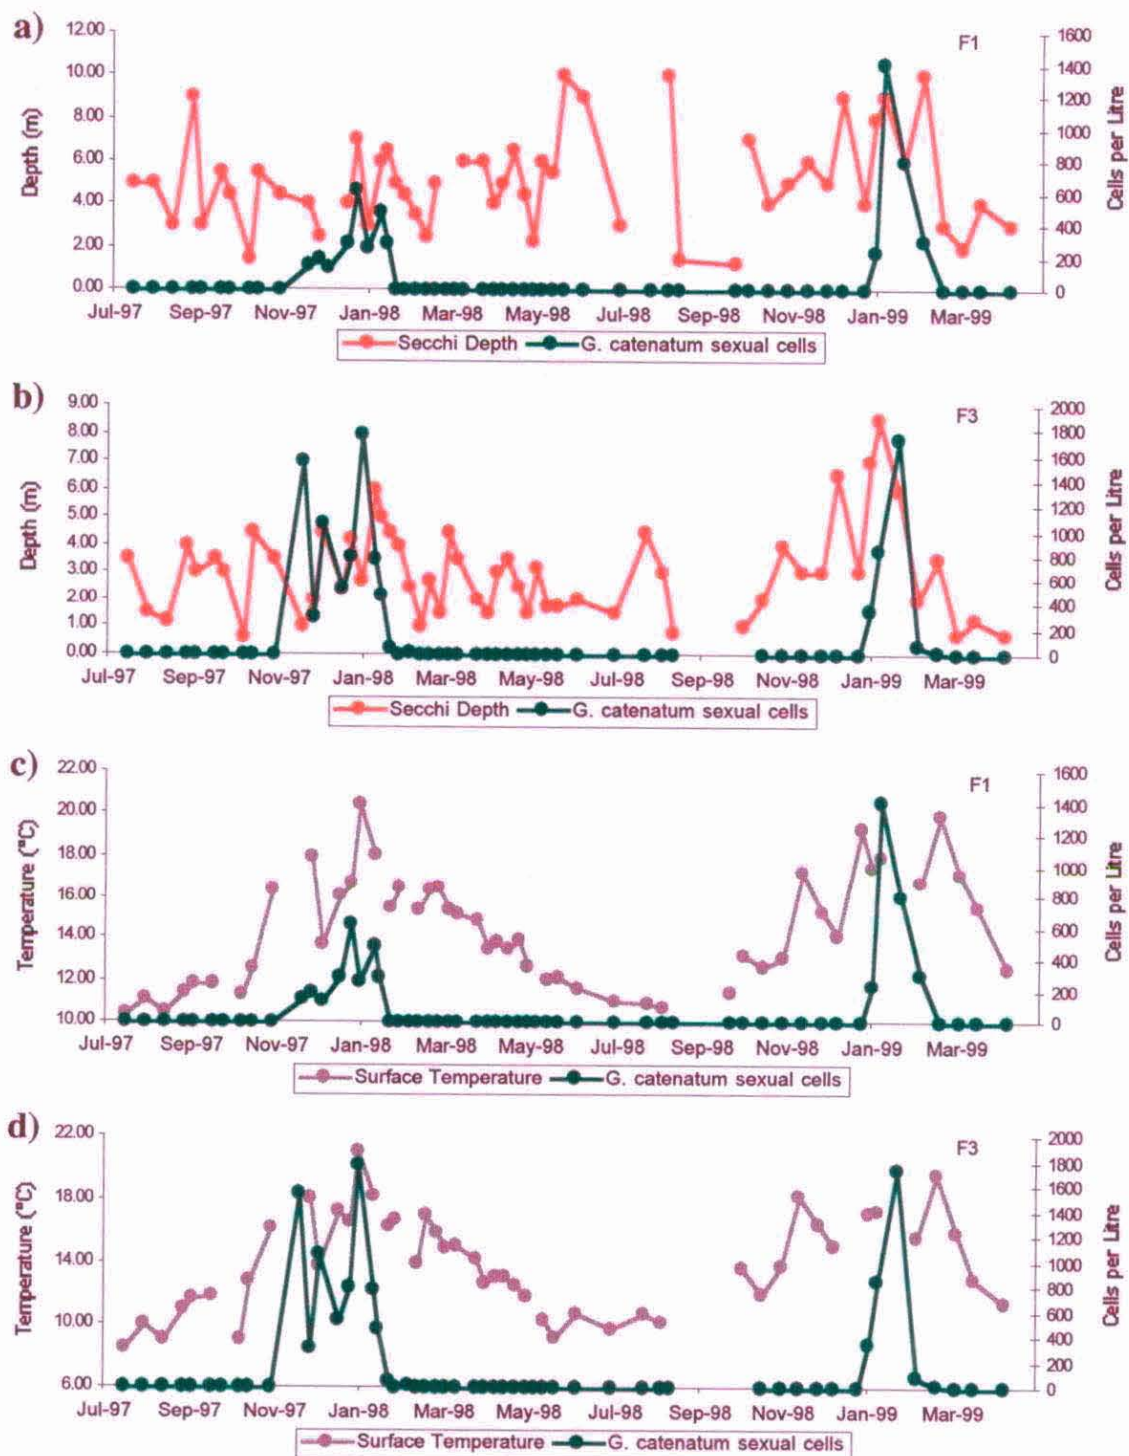 a)
F1
Depth (m)
12.00
10.00
8.00
6.00
4.00
2.00
0.00
1600
1400
1200
1000
800
600
400
200
0
Cells per Litre
Jul-97 Sep-97 Nov-97 Jan-98 Mar-98 May-98 Jul-98 Sep-98 Nov-98 Jan-99 Mar-99
Secchi Depth G. catenatum sexual cells
b)
F3
Depth (m)
9.00
8.00
7.00
6.00
5.00
4.00
3.00
2.00
1.00
0.00
2000
1800
1600
1400
1200
1000
800
600
400
200
0
Cells per Litre
Jul-97 Sep-97 Nov-97 Jan-98 Mar-98 May-98 Jul-98 Sep-98 Nov-98 Jan-99 Mar-99
Secchi Depth G. catenatum sexual cells
c)
F1
Temperature (°C)
22.00
20.00
18.00
16.00
14.00
12.00
10.00
1600
1400
1200
1000
800
600
400
200
0
Cells per Litre
Jul-97 Sep-97 Nov-97 Jan-98 Mar-98 May-98 Jul-98 Sep-98 Nov-98 Jan-99 Mar-99
Surface Temperature G. catenatum sexual cells
d)
F3
Temperature (°C)
22.00
18.00
14.00
10.00
6.00
2000
1800
1600
1400
1200
1000
800
600
400
200
0
Cells per Litre
Jul-97 Sep-97 Nov-97 Jan-98 Mar-98 May-98 Jul-98 Sep-98 Nov-98 Jan-99 Mar-99
Surface Temperature G. catenatum sexual cells